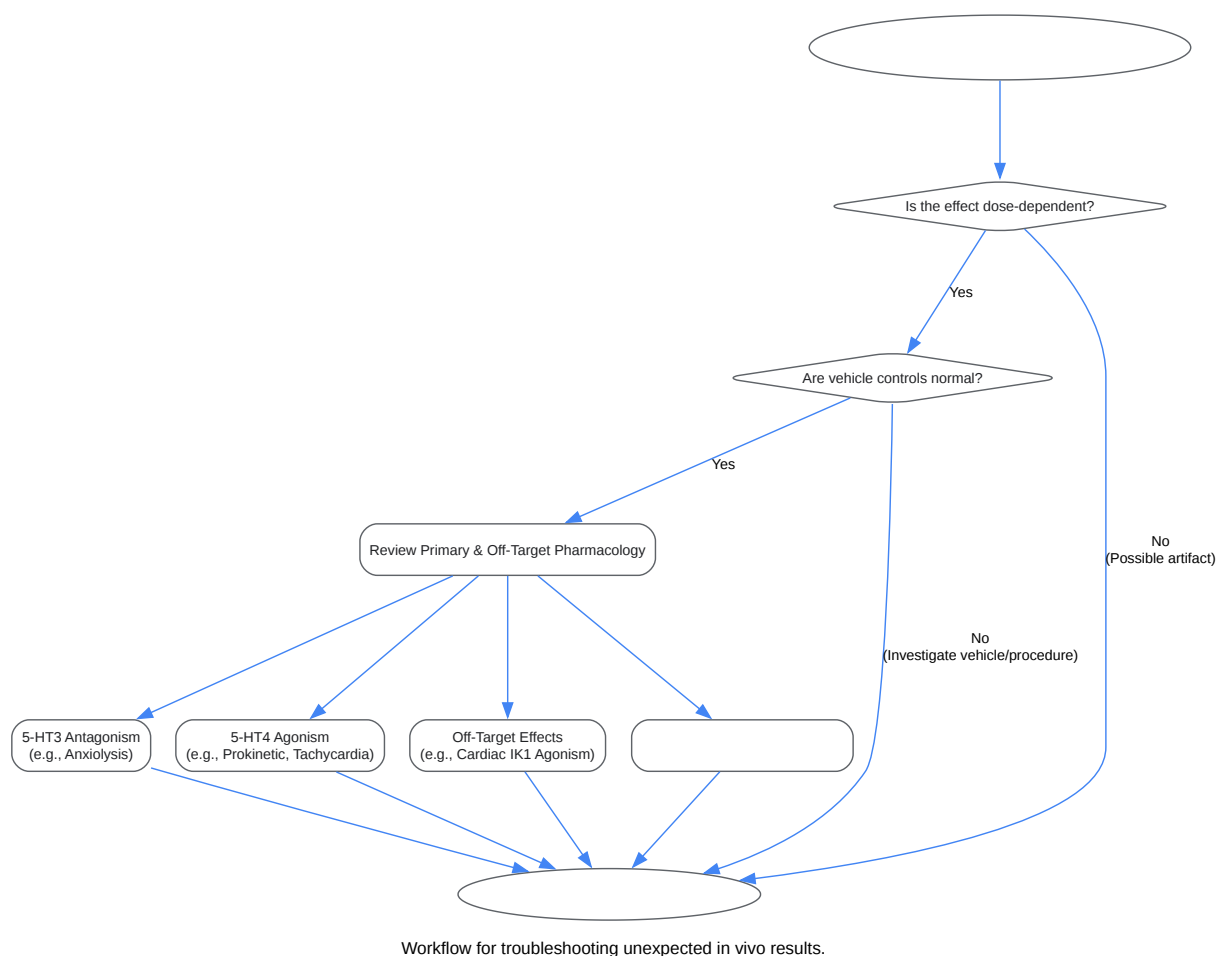 Is the effect dose-dependent?
Yes
Are vehicle controls normal?
Yes
Review Primary & Off-Target Pharmacology
No
(Possible artifact)
No
(Investigate vehicle/procedure)
5-HT3 Antagonism
(e.g., Anxiolysis)
5-HT4 Agonism
(e.g., Prokinetic, Tachycardia)
Off-Target Effects
(e.g., Cardiac IK1 Agonism)
Workflow for troubleshooting unexpected in vivo results.